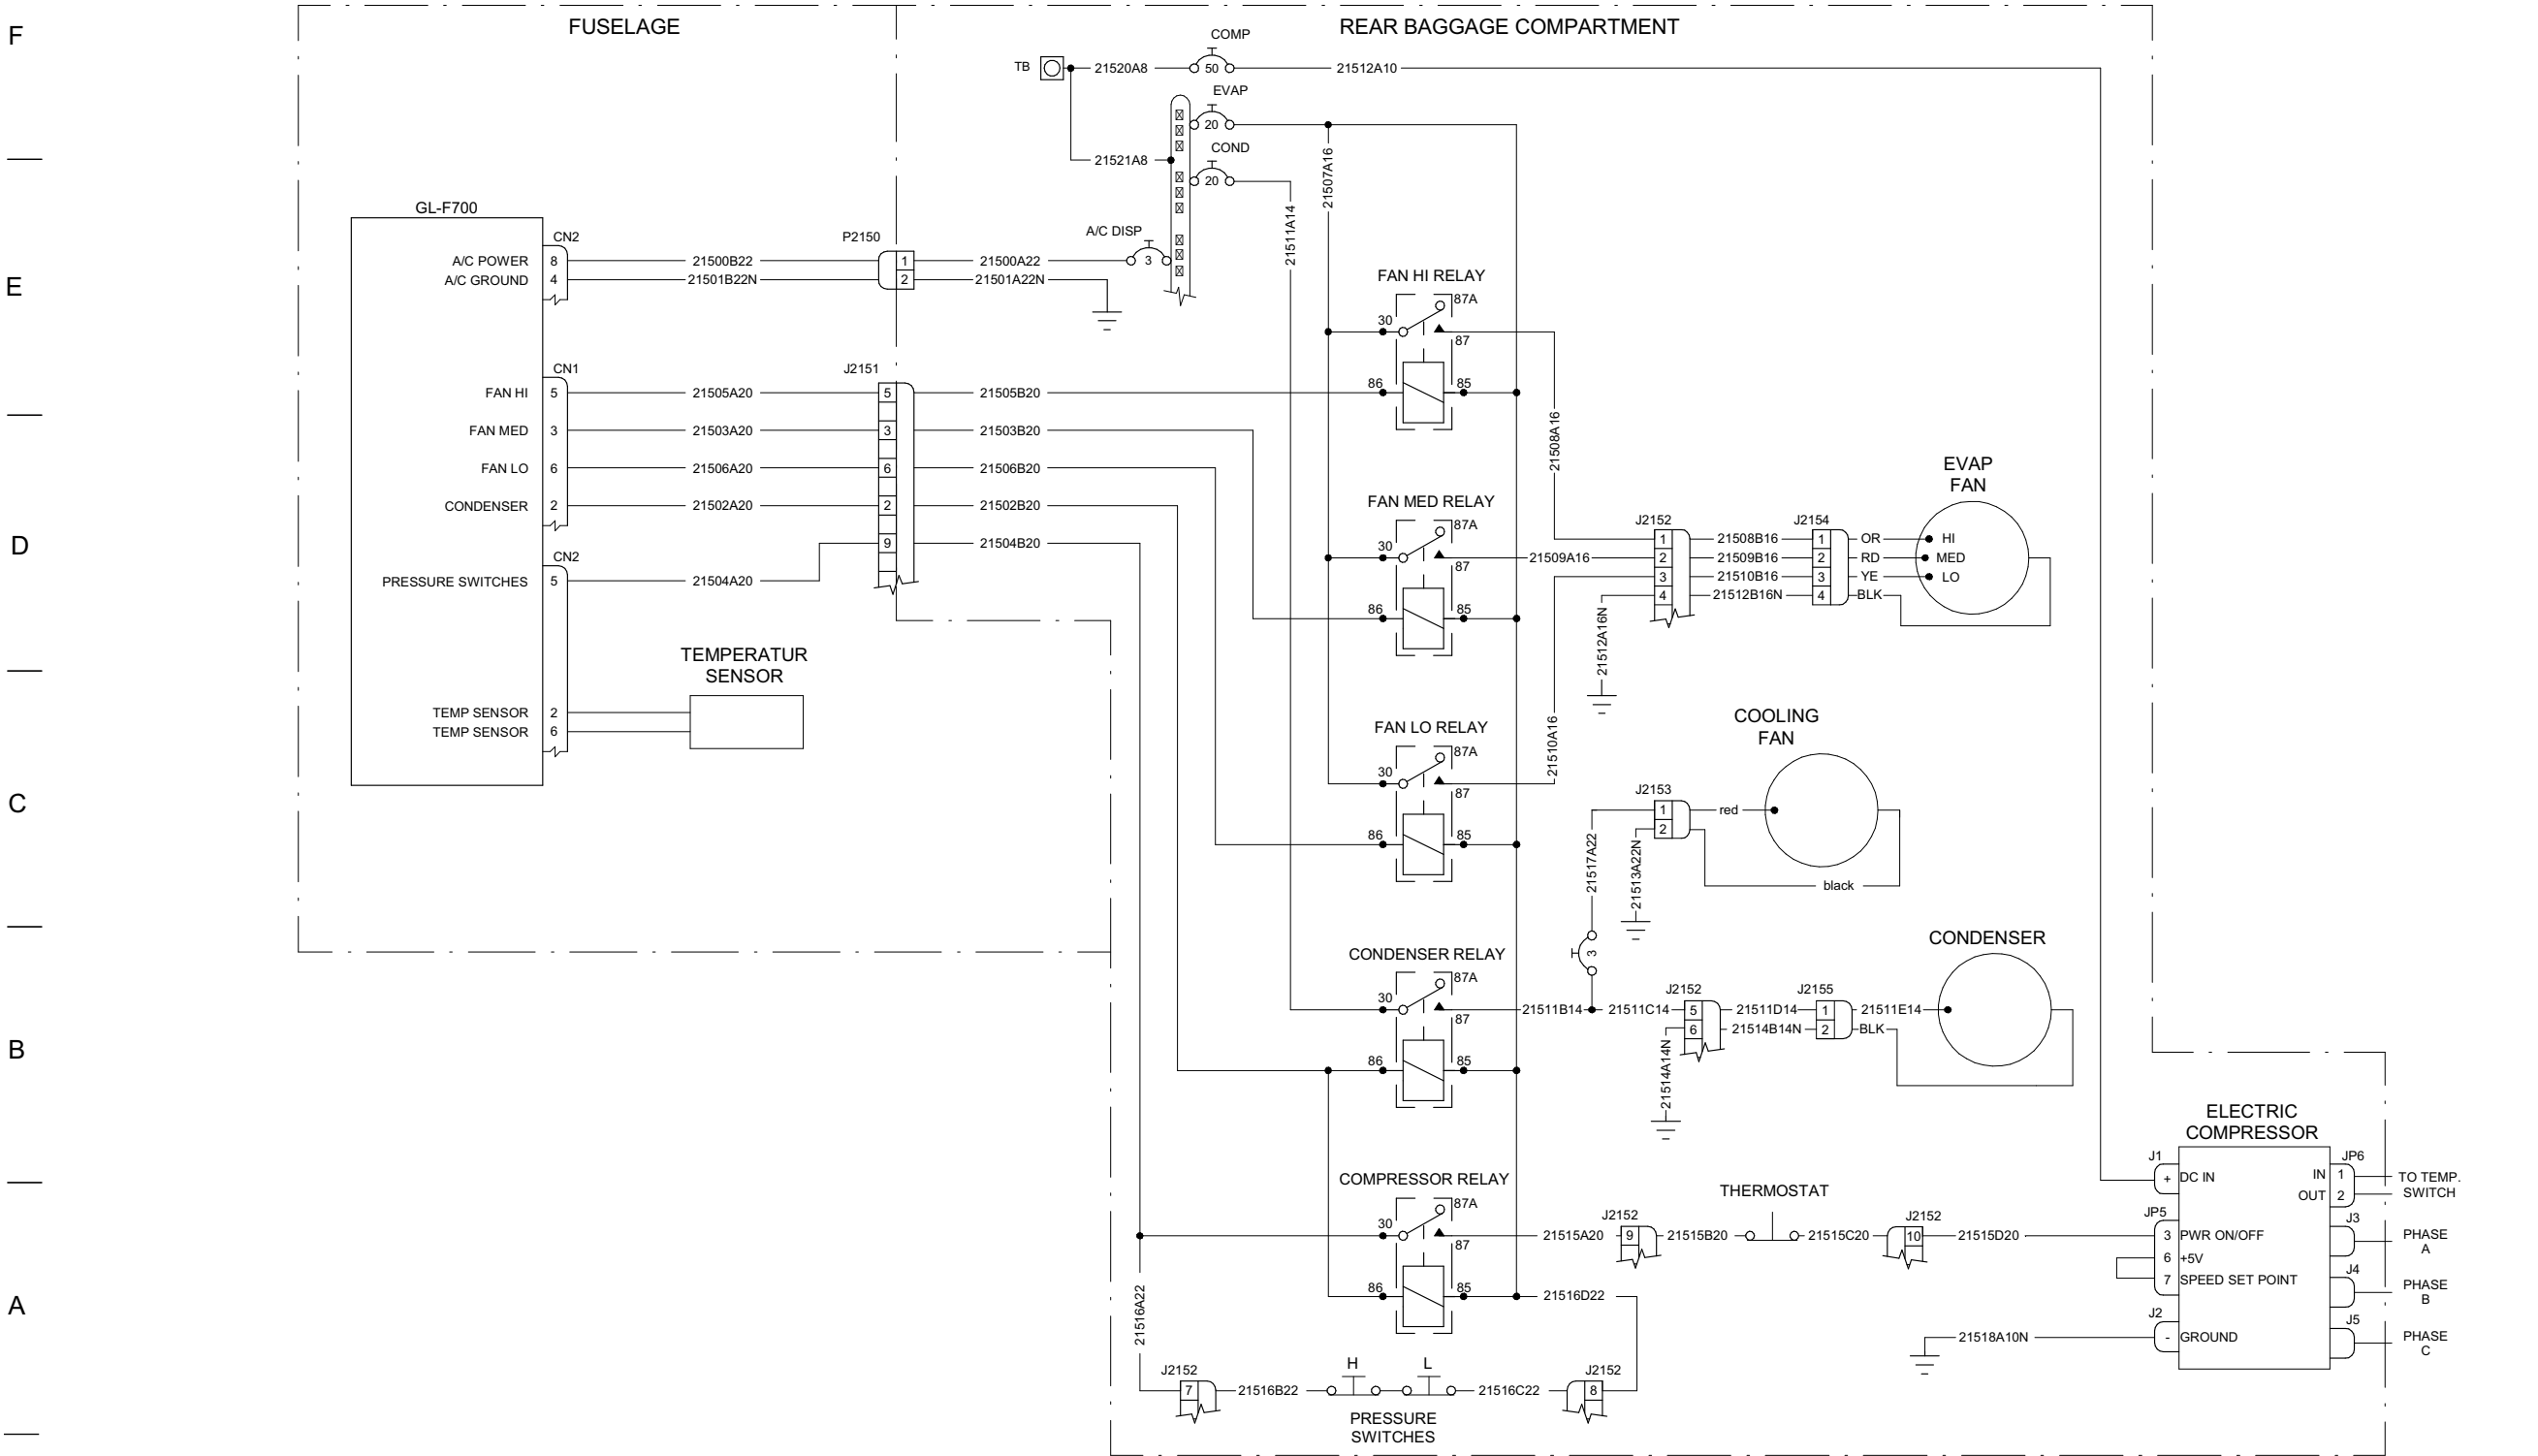 F
E
D
C
B
A
FUSELAGE
REAR BAGGAGE COMPARTMENT
COMP
TB
21520A8
50
21512A10
EVAP
20
21521A8
COND
20
21507A16
21511A14
GL-F700
CN2
A/C POWER 8
A/C GROUND 4
21500B22
21501B22N
P2150
1
2
21500A22
21501A22N
A/C DISP
3
CN1
FAN HI 5 21505A20
FAN MED 3 21503A20
FAN LO 6 21506A20
CONDENSER 2 21502A20
CN2
PRESSURE SWITCHES 5 21504A20
TEMP SENSOR 2
TEMP SENSOR 6
TEMPERATUR
SENSOR
J2151
5 21505B20
3 21503B20
6 21506B20
2 21502B20
9 21504B20
FAN HI RELAY
87A
30
87
86 85
21508A16
FAN MED RELAY
87A
30
87
21509A16
86 85
FAN LO RELAY
87A
30
87
21510A16
86 85
J2152
1 21508B16
2 21509B16
3 21510B16
4 21512B16N
21512A16N
J2154
1 OR
2 RD
3 YE
4 BLK
EVAP
FAN
HI
MED
LO
COOLING
FAN
J2153
1 red
2
black
21517A22
21513A22N
3
CONDENSER RELAY
87A
30
87
86 85
21511B14
21511C14
J2152
5 21511D14
6 21514B14N
21514A14N
J2155
1 21511E14
2 BLK
CONDENSER
COMPRESSOR RELAY
87A
30
87
86 85
21515A20
J2152
9
21515B20
THERMOSTAT
21515C20
J2152
10
21515D20
21516D22
21516A22
J2152
7
21516B22
H L
PRESSURE
SWITCHES
21516C22
J2152
8
ELECTRIC
COMPRESSOR
J1
+ DC IN
JP5
3 PWR ON/OFF
6 +5V
7 SPEED SET POINT
J2
- GROUND
21518A10N
JP6
IN 1
OUT 2
TO TEMP.
SWITCH
J3
PHASE
A
J4
PHASE
B
J5
PHASE
C